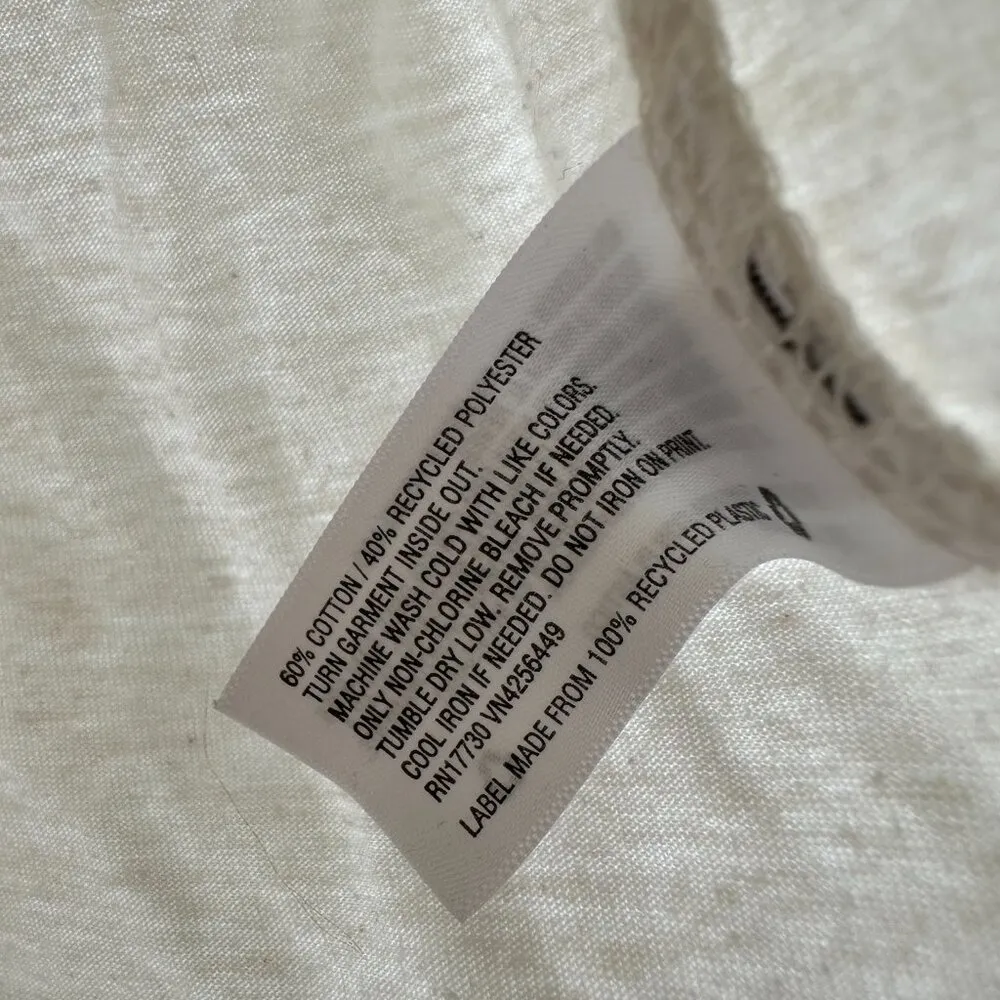 60% COTTON / 40% RECYCLED POLYESTER
TURN GARMENT INSIDE OUT.
MACHINE WASH COLD WITH LIKE COLORS.
ONLY NON-CHLORINE BLEACH IF NEEDED.
TUMBLE DRY LOW. REMOVE PROMPTLY.
COOL IRON IF NEEDED. DO NOT IRON ON PRINT.
RN17730 VN4256449
LABEL MADE FROM 100% RECYCLED PLASTIC